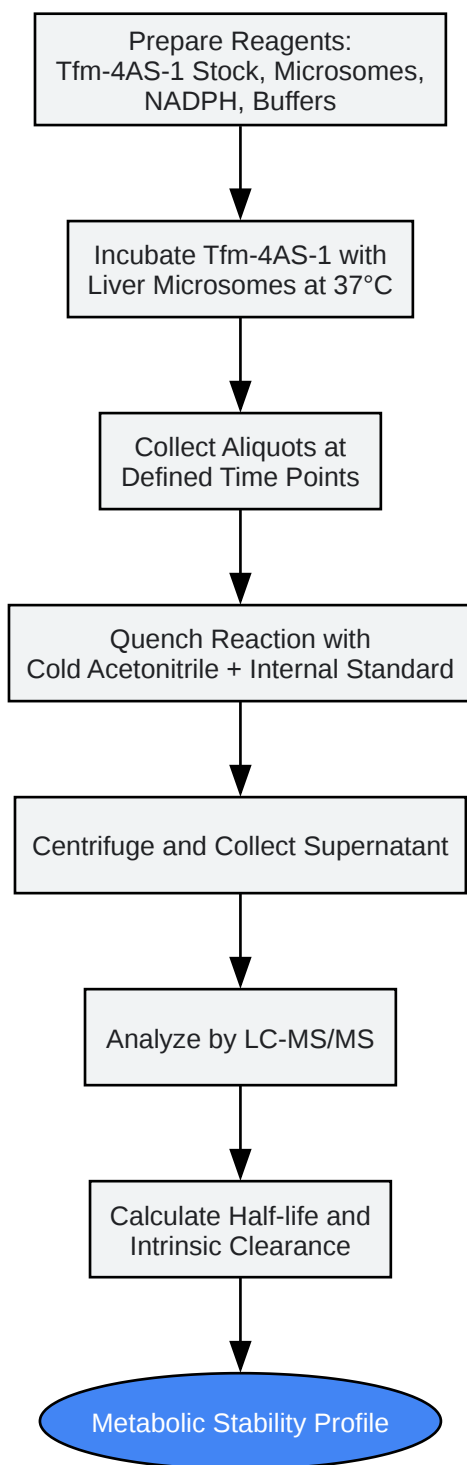 Prepare Reagents:
Tfm-4AS-1 Stock, Microsomes,
NADPH, Buffers
Incubate Tfm-4AS-1 with
Liver Microsomes at 37°C
Collect Aliquots at
Defined Time Points
Quench Reaction with
Cold Acetonitrile + Internal Standard
Centrifuge and Collect Supernatant
Analyze by LC-MS/MS
Calculate Half-life and
Intrinsic Clearance
Metabolic Stability Profile